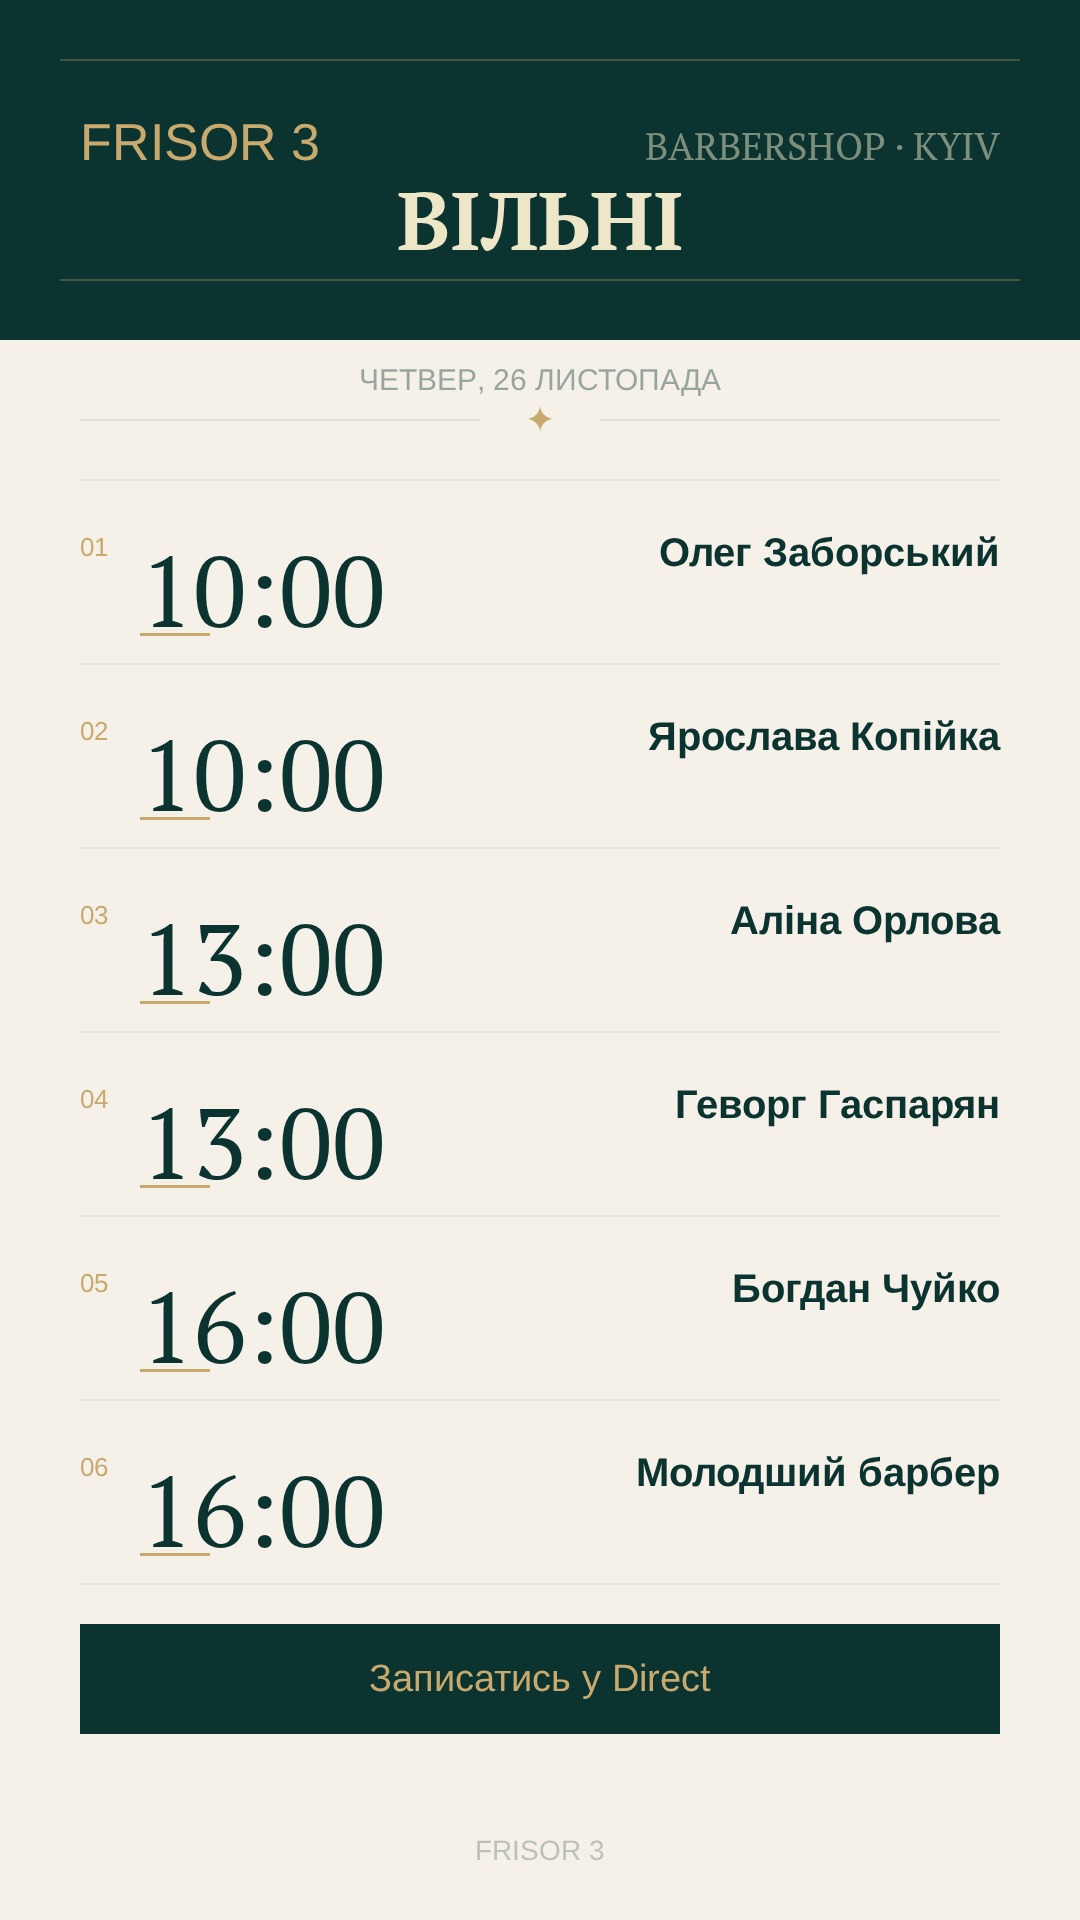 FRISOR 3
BARBERSHOP · KYIV
ВІЛЬНІ
ЧЕТВЕР, 26 ЛИСТОПАДА
01
10:00
Олег Заборський
02
10:00
Ярослава Копійка
03
13:00
Аліна Орлова
04
13:00
Геворг Гаспарян
05
16:00
Богдан Чуйко
06
16:00
Молодший барбер
Записатись у Direct
FRISOR 3